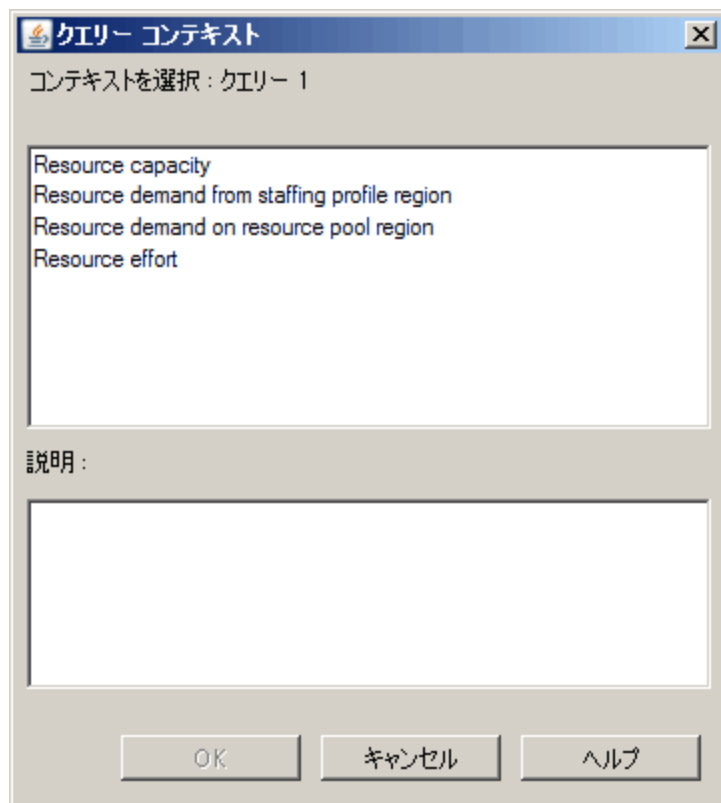 クエリー コンテキスト
コンテキストを選択 : クエリー 1
Resource capacity
Resource demand from staffing profile region
Resource demand on resource pool region
Resource effort
説明 :
OK キャンセル ヘルプ